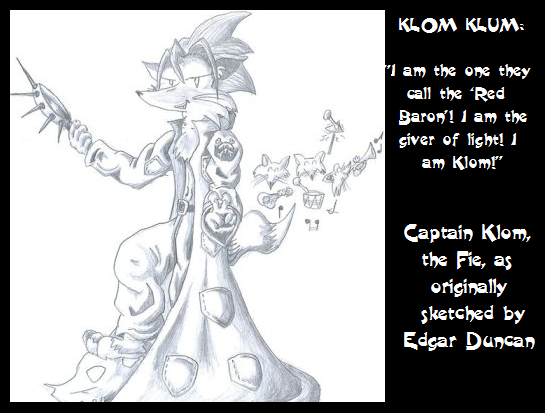 KLOM KLUM:
"I am the one they
call the 'Red
Baron'! I am the
giver of light! I
am Klom!"
Captain Klom,
the Fie, as
originally
sketched by
Edgar Duncan